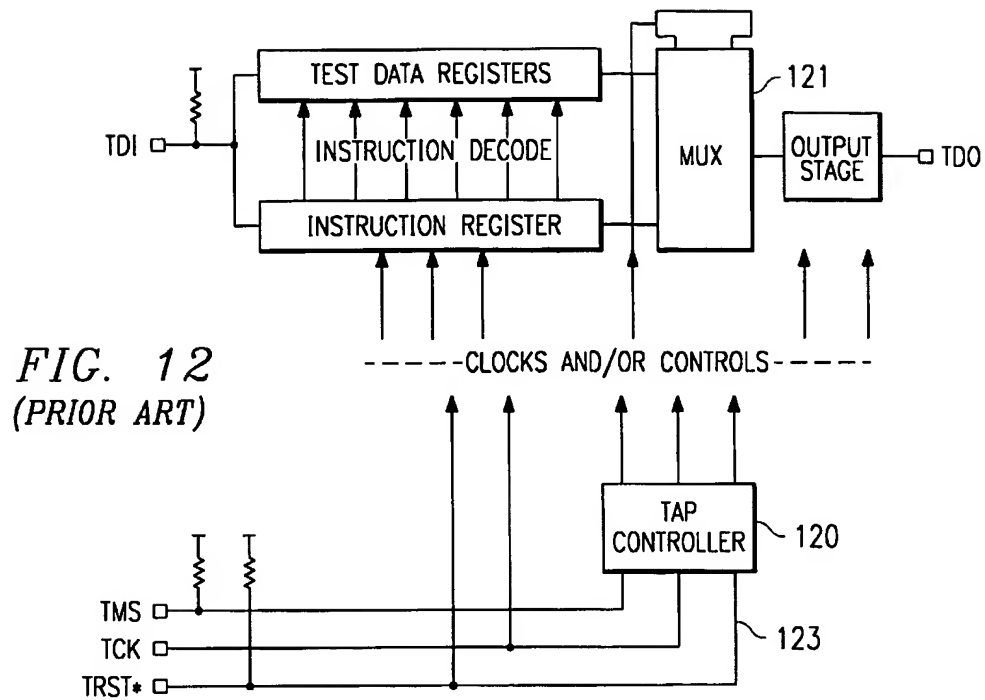 TEST DATA REGISTERS
121
TDI
INSTRUCTION DECODE
MUX
OUTPUT
STAGE
TDO
INSTRUCTION REGISTER
FIG. 12
(PRIOR ART)
CLOCKS AND/OR CONTROLS
TAP
CONTROLLER
120
TMS
TCK
123
TRST*